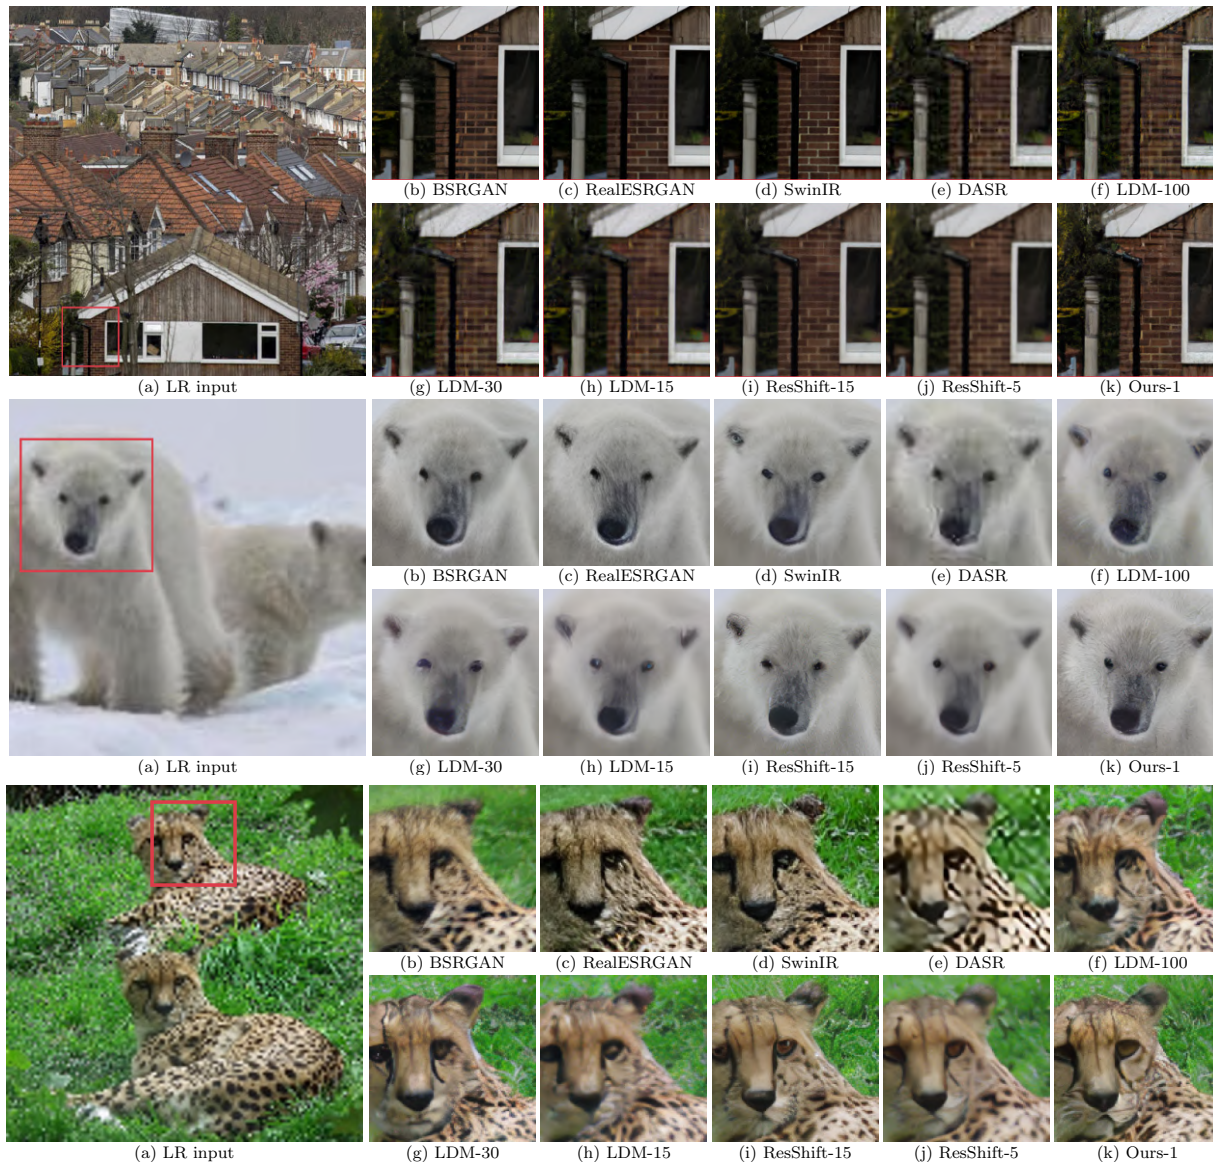 (b) BSRGAN (c) RealESRGAN (d) SwinIR (e) DASR (f) LDM-100
(a) LR input (g) LDM-30 (h) LDM-15 (i) ResShift-15 (j) ResShift-5 (k) Ours-1
(b) BSRGAN (c) RealESRGAN (d) SwinIR (e) DASR (f) LDM-100
(a) LR input (g) LDM-30 (h) LDM-15 (i) ResShift-15 (j) ResShift-5 (k) Ours-1
(b) BSRGAN (c) RealESRGAN (d) SwinIR (e) DASR (f) LDM-100
(a) LR input (g) LDM-30 (h) LDM-15 (i) ResShift-15 (j) ResShift-5 (k) Ours-1